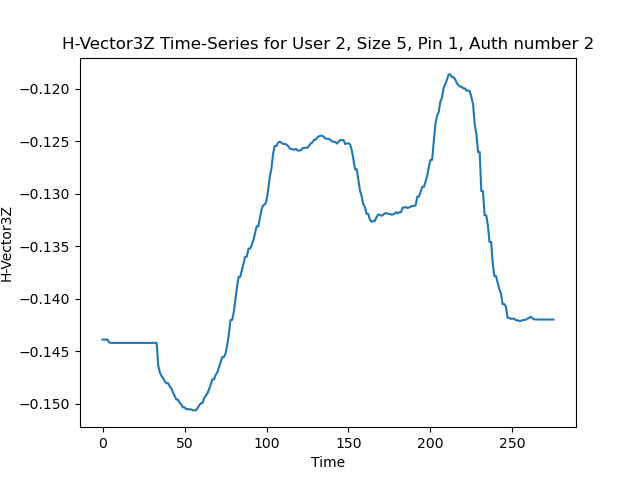 H-Vector3Z Time-Series for User 2, Size 5, Pin 1, Auth number 2
−0.120
−0.125
−0.130
−0.135
−0.140
−0.145
−0.150
H-Vector3Z
0 50 100 150 200 250
Time